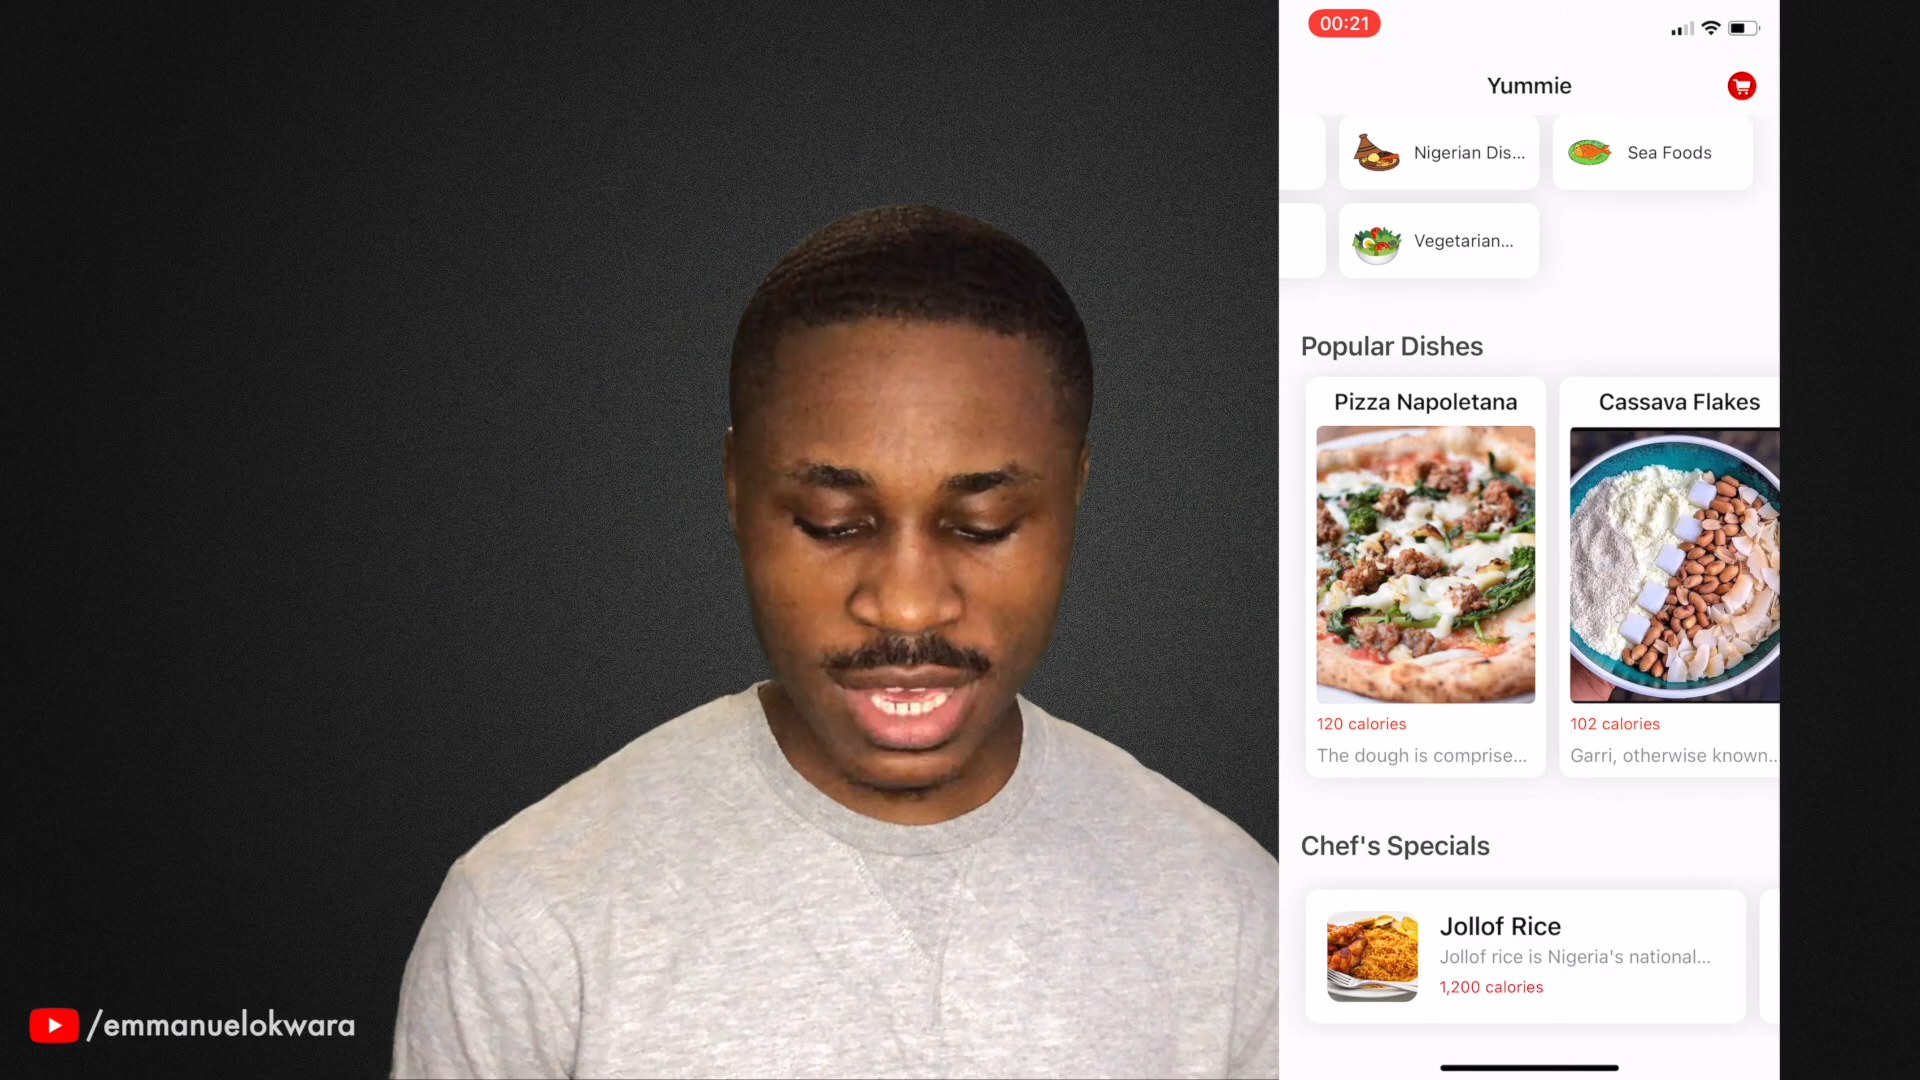 00:21
Yummie
Nigerian Dis...
Sea Foods
Vegetarian...
Popular Dishes
Pizza Napoletana
Cassava Flakes
120 calories
102 calories
The dough is comprise...
Garri, otherwise known...
Chef's Specials
Jollof Rice
Jollof rice is Nigeria's national...
1,200 calories
/emmanuelokwara